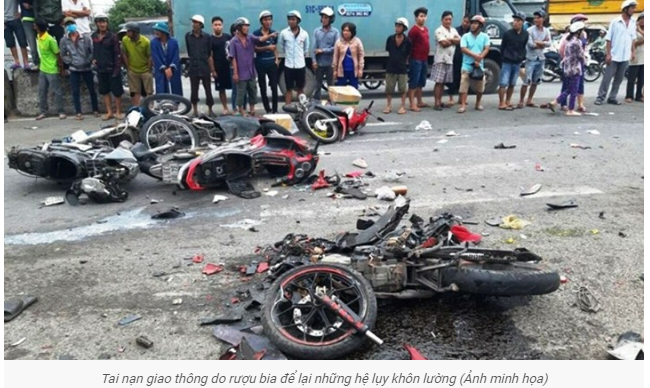 Tai nạn giao thông do rượu bia để lại những hệ lụy khôn lường (Ảnh minh họa)